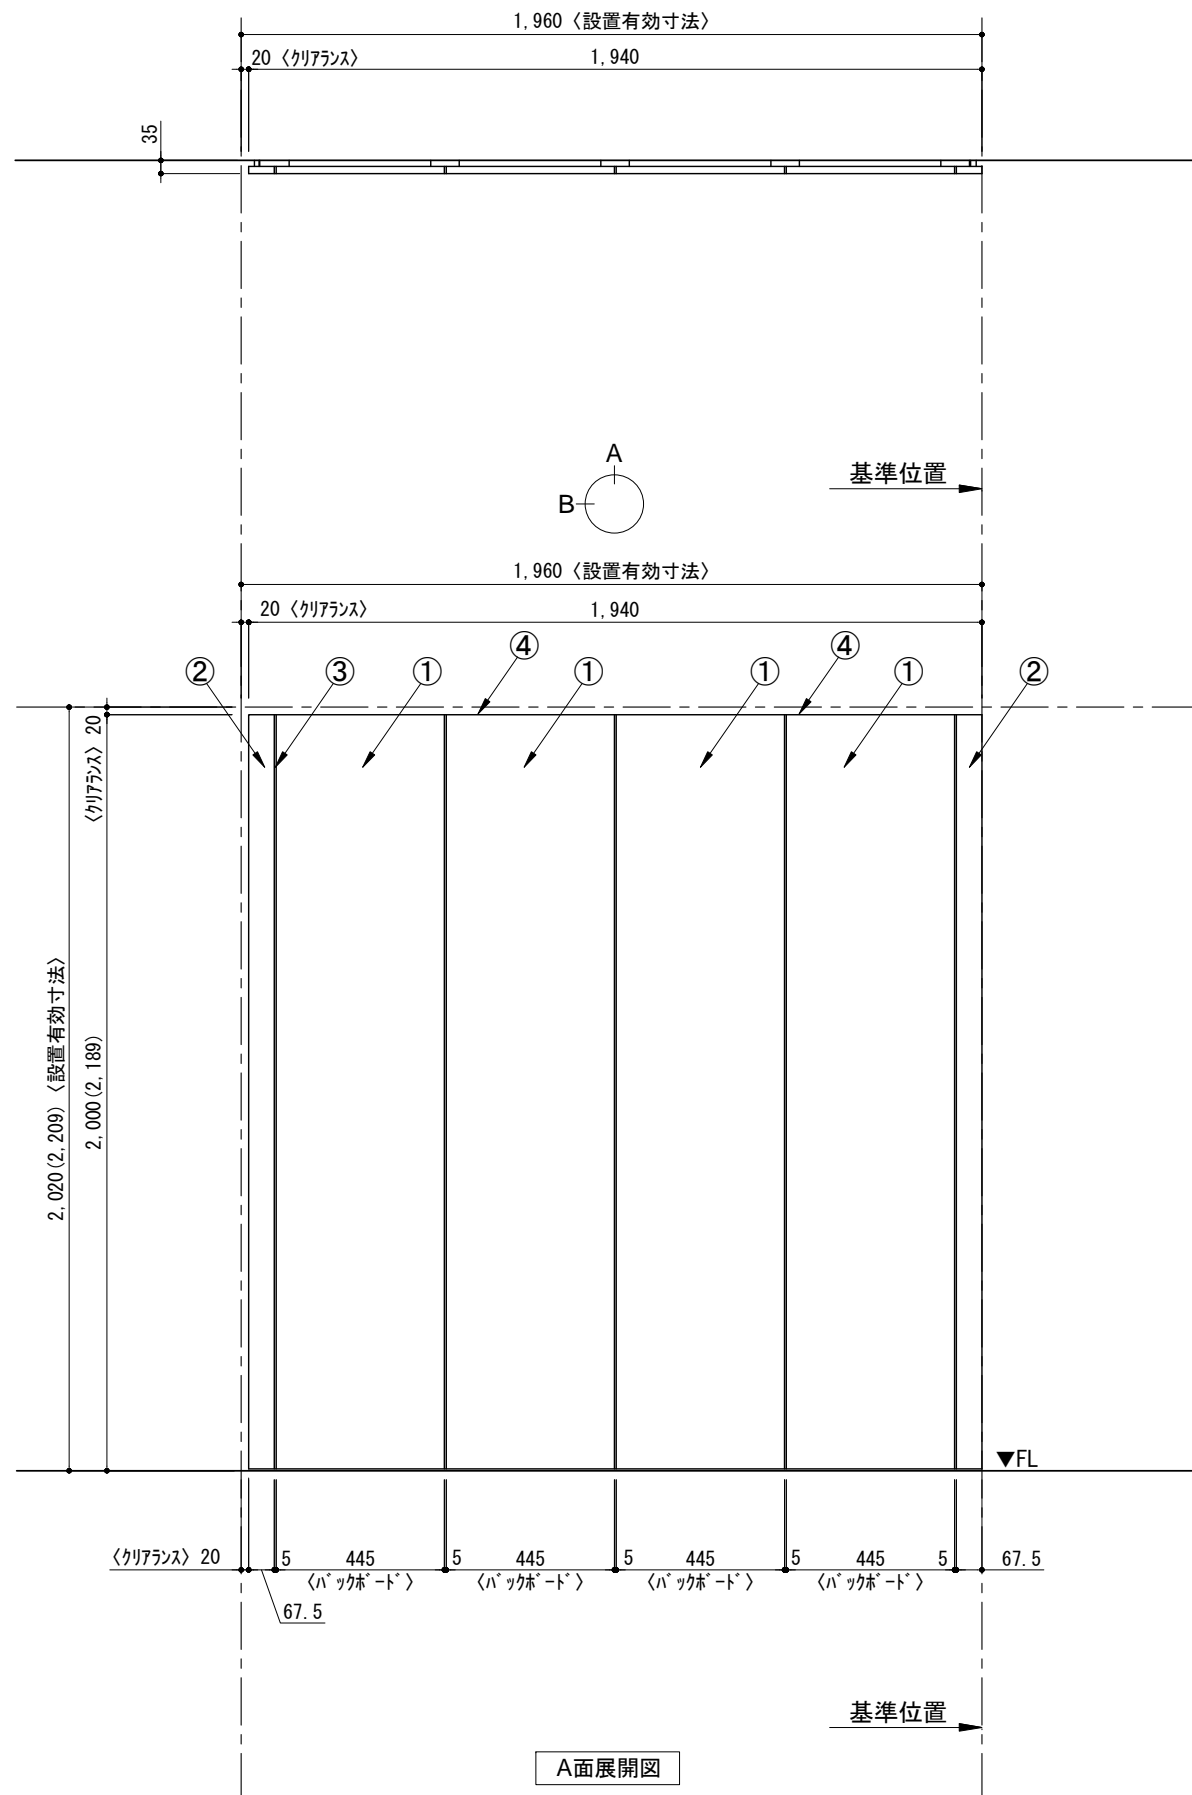 1,960〈設置有効寸法〉
20〈ｸﾘｱﾗﾝｽ〉
1,940
35
A
B
基準位置
1,960〈設置有効寸法〉
20〈ｸﾘｱﾗﾝｽ〉
1,940
④ ④
② ③ ① ① ① ① ②
〈ｸﾘｱﾗﾝｽ〉20
2,020(2,209)〈設置有効寸法〉
2,000(2,189)
▼FL
〈ｸﾘｱﾗﾝｽ〉20
5 445 5 445 5 445 5 445 5 67.5
〈ﾊﾞｯｸﾎﾞｰﾄﾞ〉 〈ﾊﾞｯｸﾎﾞｰﾄﾞ〉 〈ﾊﾞｯｸﾎﾞｰﾄﾞ〉 〈ﾊﾞｯｸﾎﾞｰﾄﾞ〉
67.5
基準位置
A面展開図